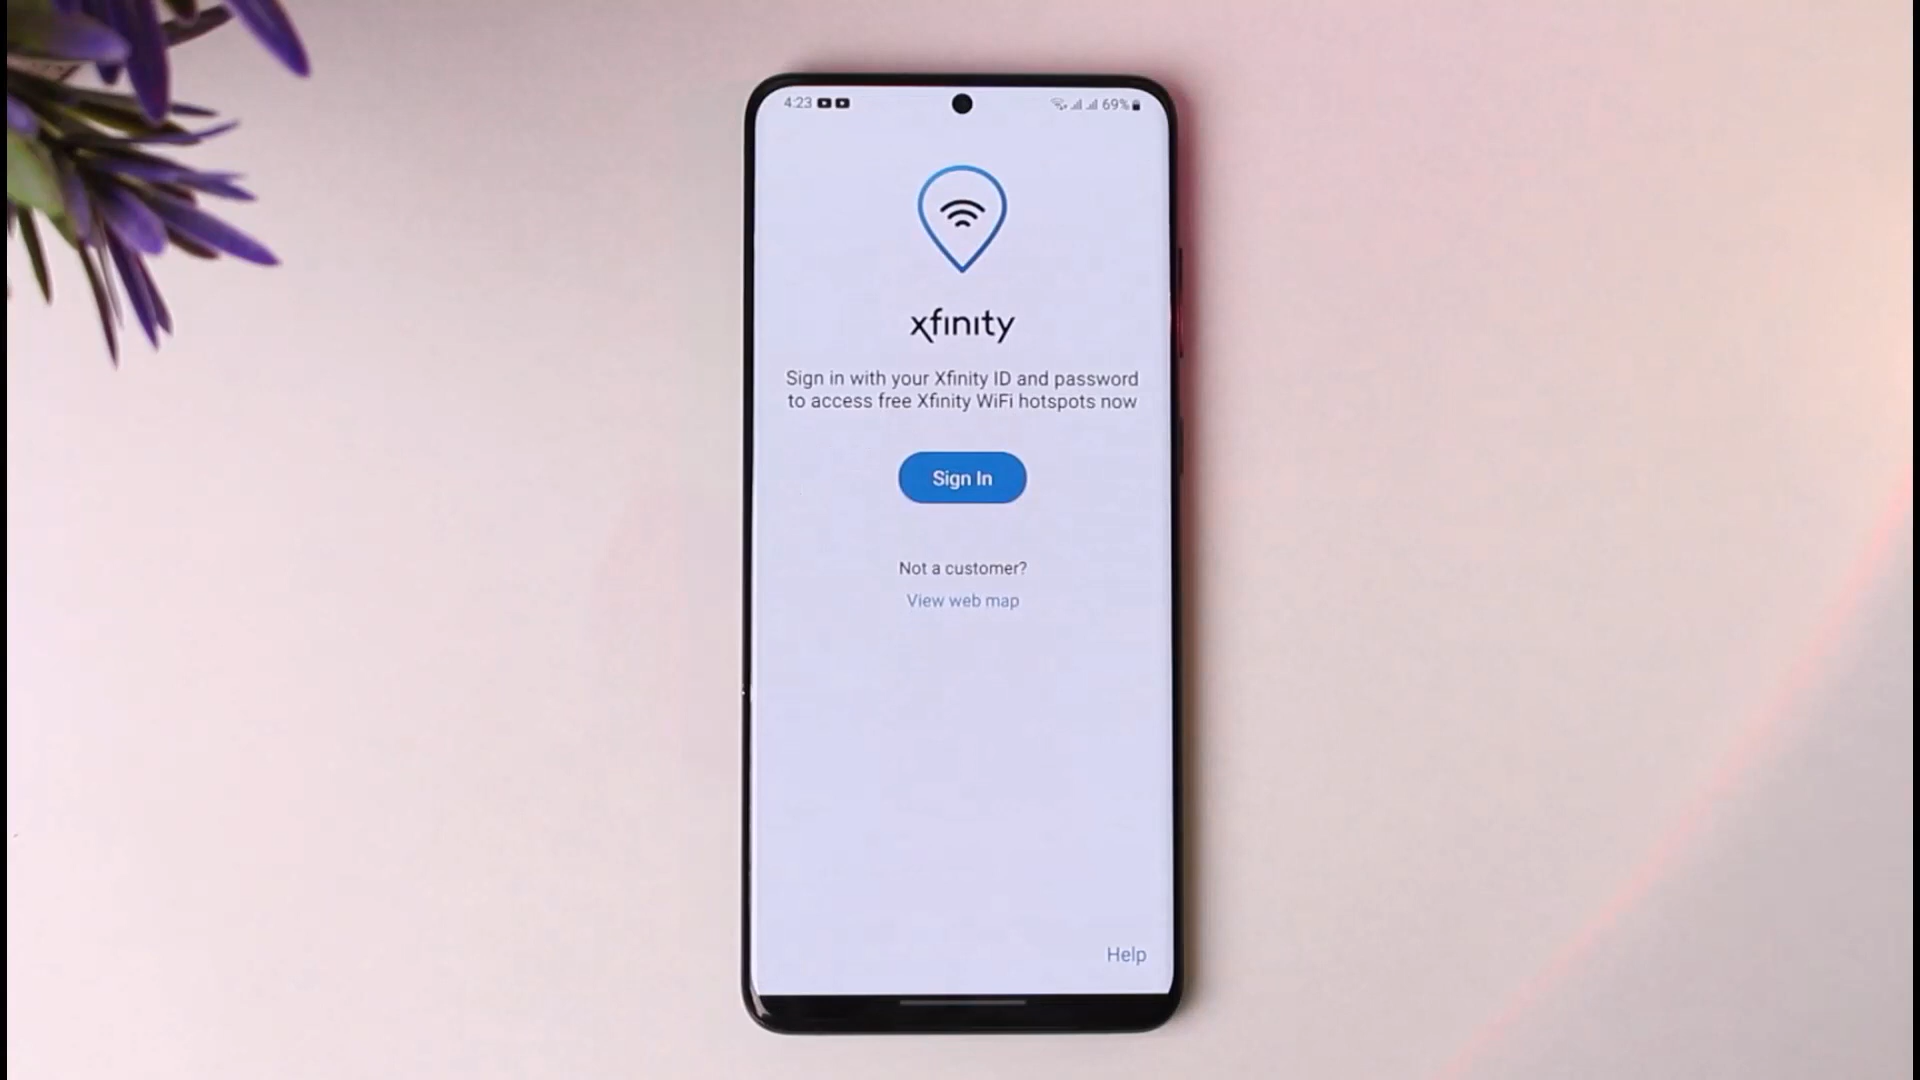 4:23 69%
xfinity
Sign in with your Xfinity ID and password
to access free Xfinity WiFi hotspots now
Sign In
Not a customer?
View web map
Help